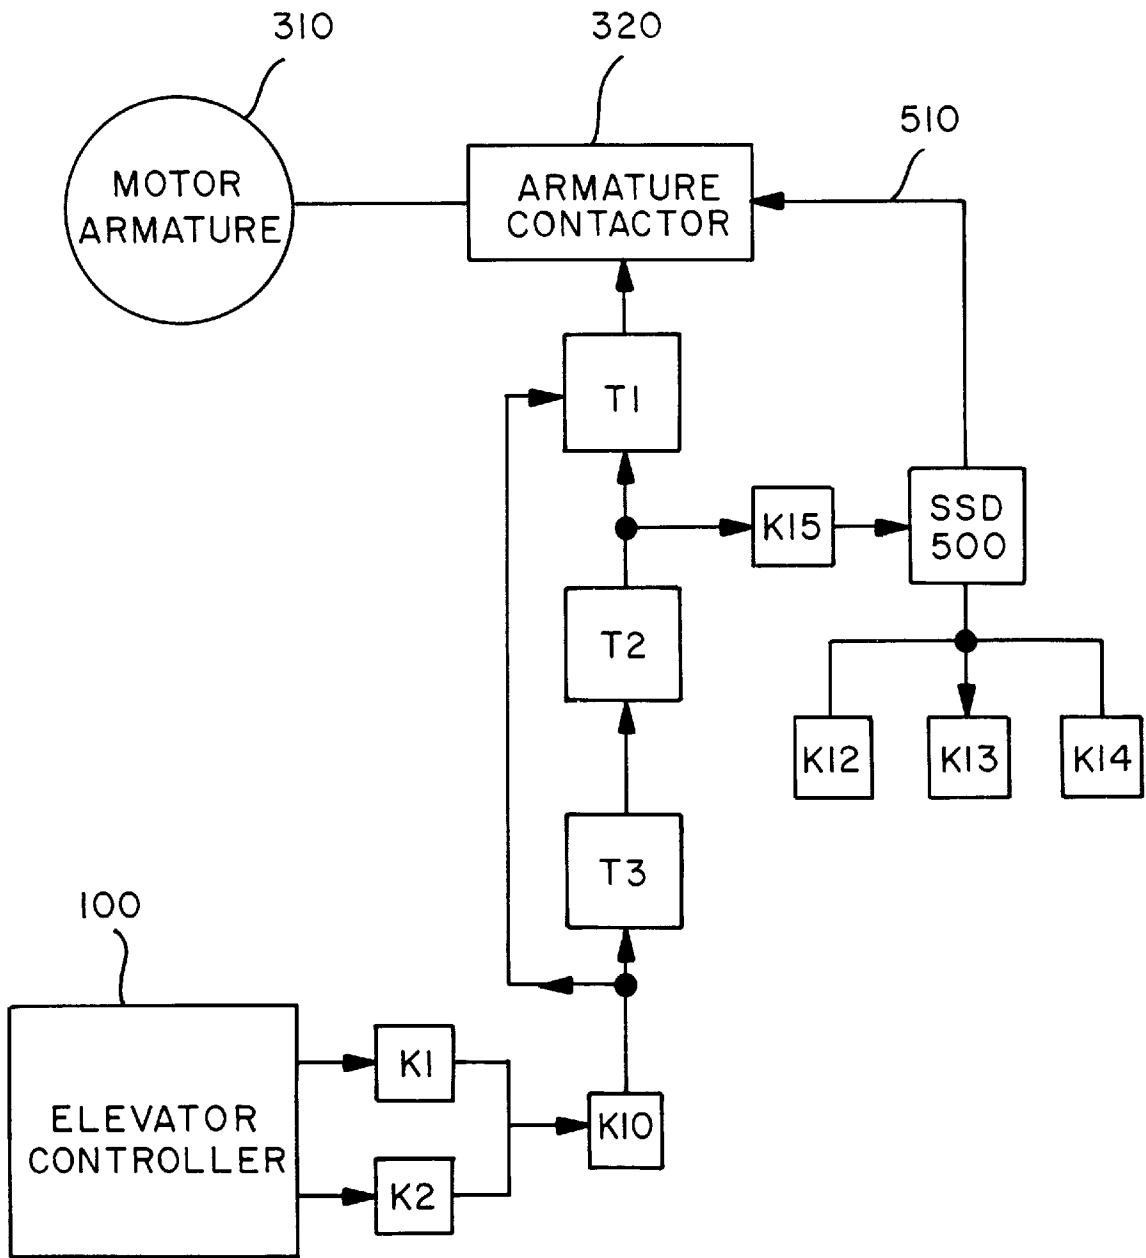 310
320
510
MOTOR
ARMATURE
ARMATURE
CONTACTOR
T1
K15
SSD
500
T2
K12
K13
K14
T3
100
K1
ELEVATOR
CONTROLLER
K10
K2